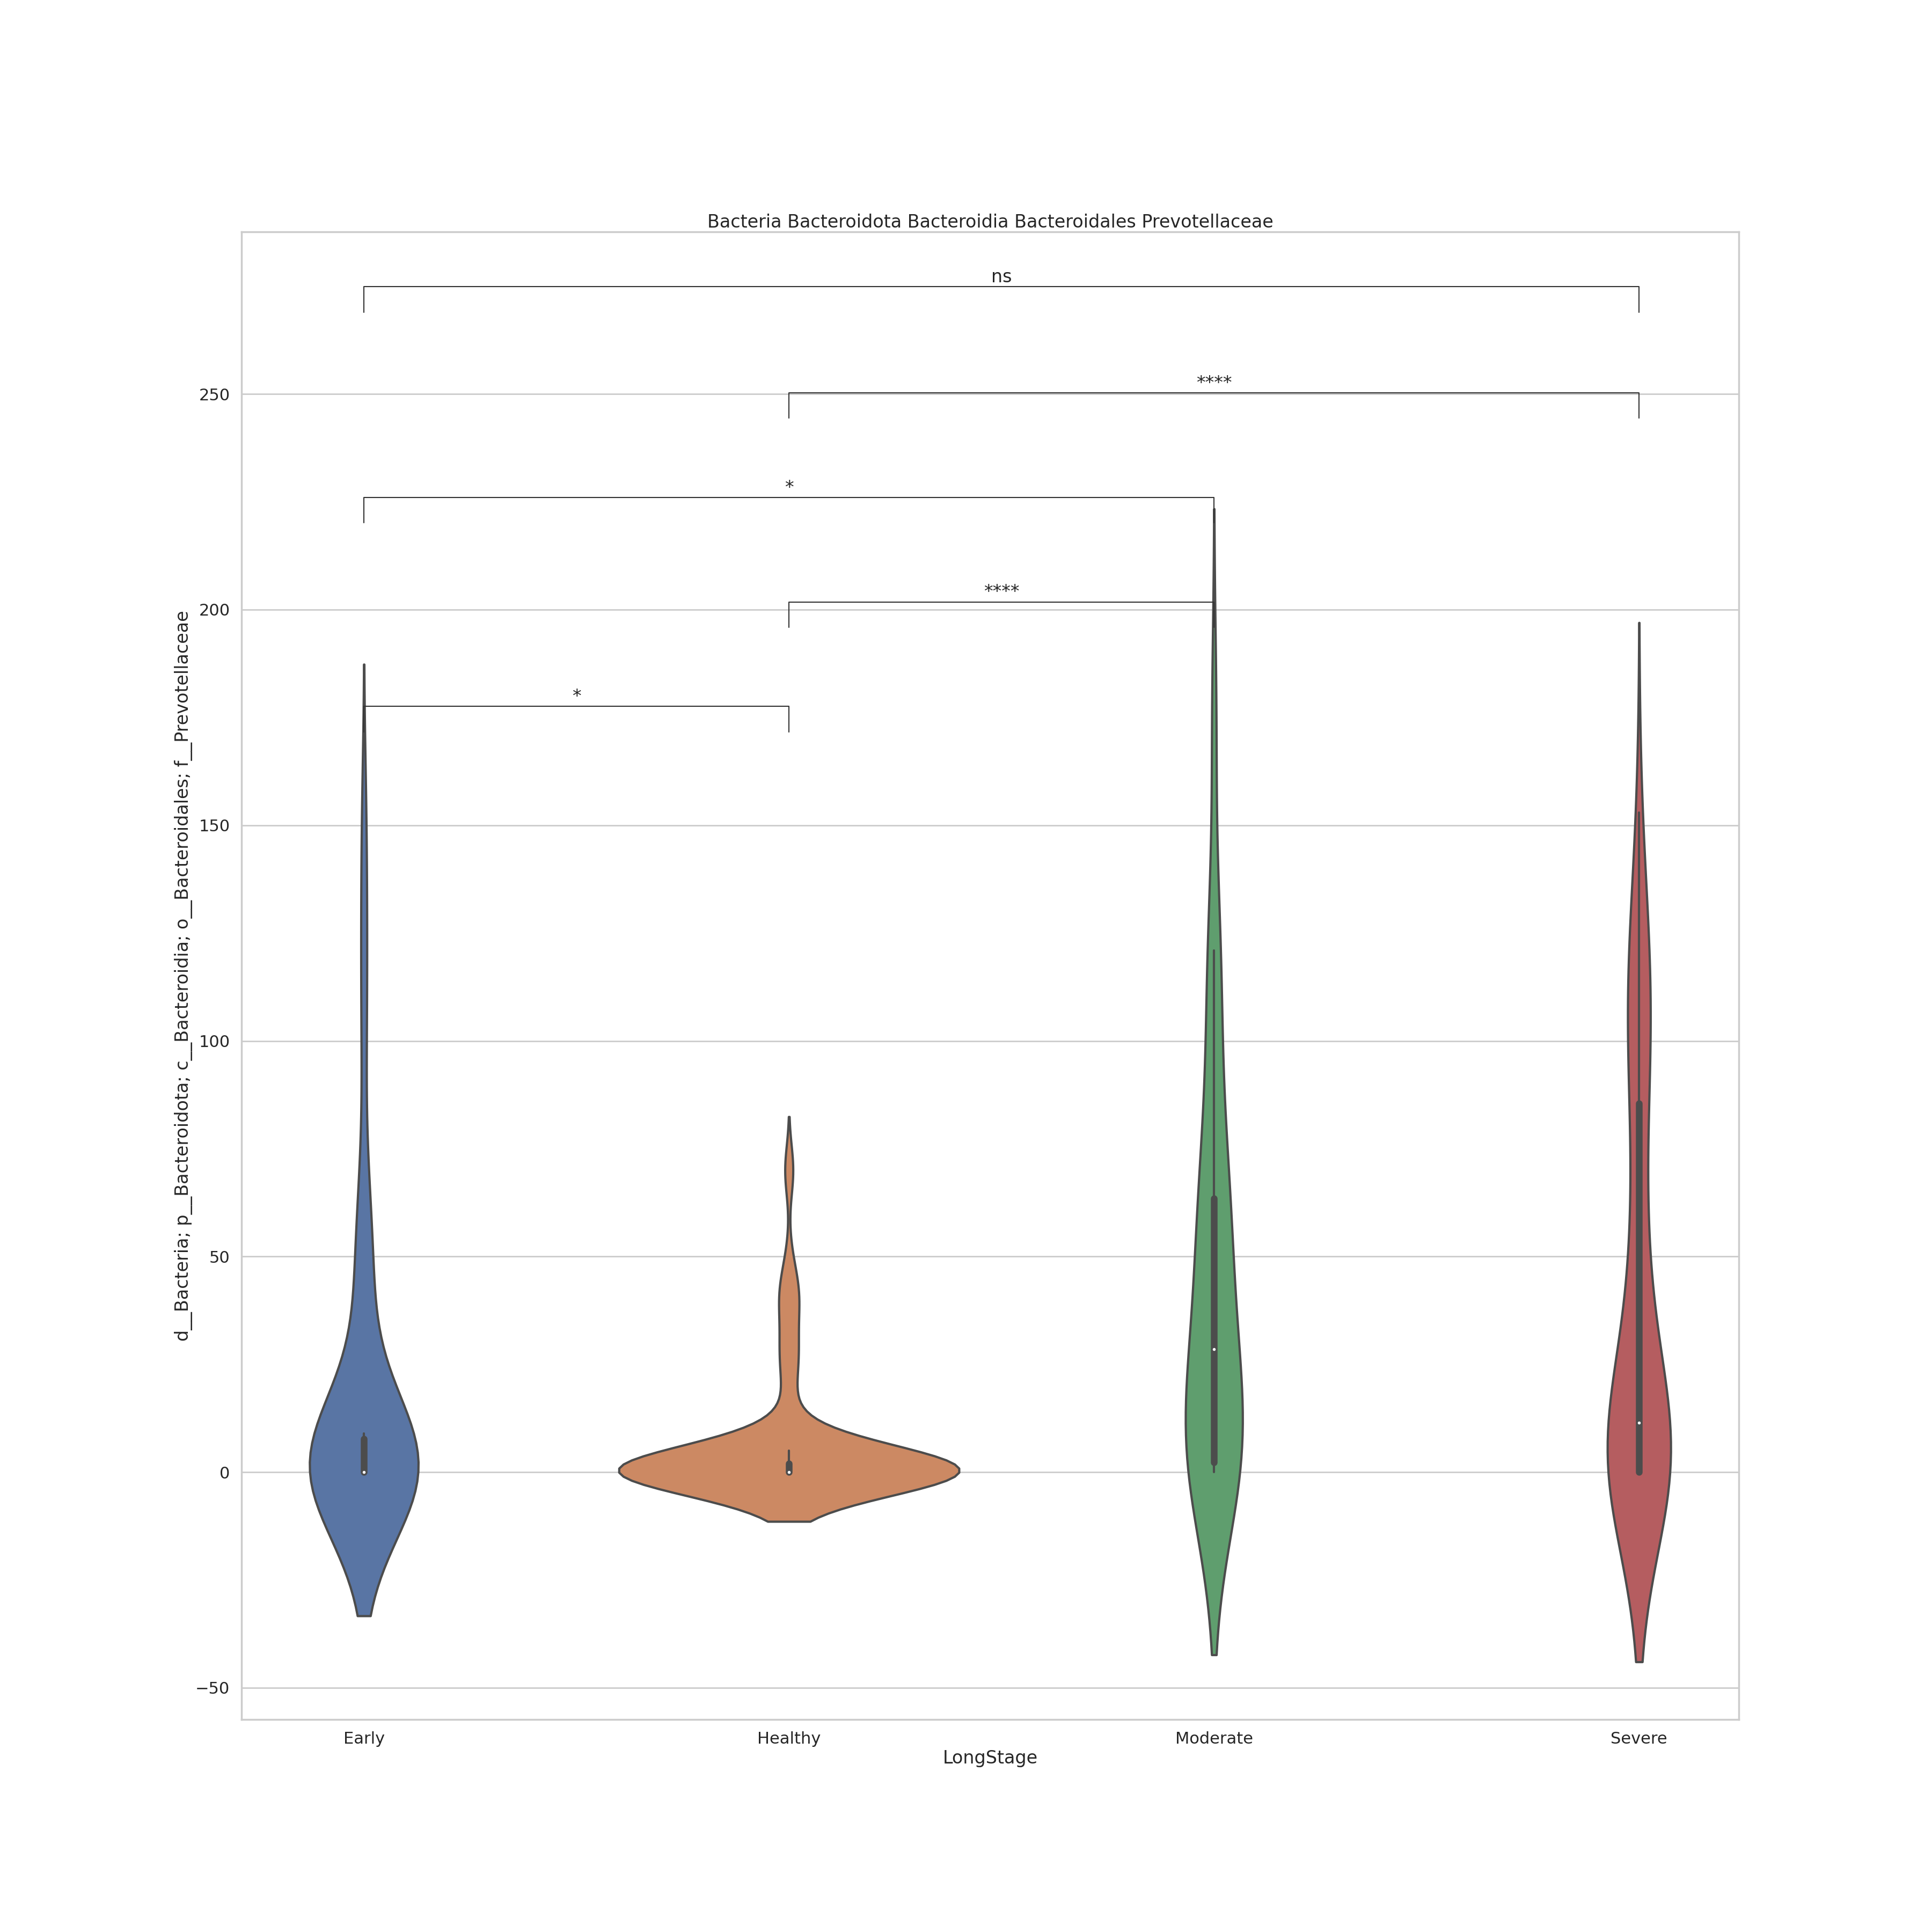 Bacteria Bacteroidota Bacteroidia Bacteroidales Prevotellaceae
ns
****
*
****
*
250
200
150
100
50
0
−50
d__Bacteria; p__Bacteroidota; c__Bacteroidia; o__Bacteroidales; f__Prevotellaceae
Early Healthy Moderate Severe
LongStage